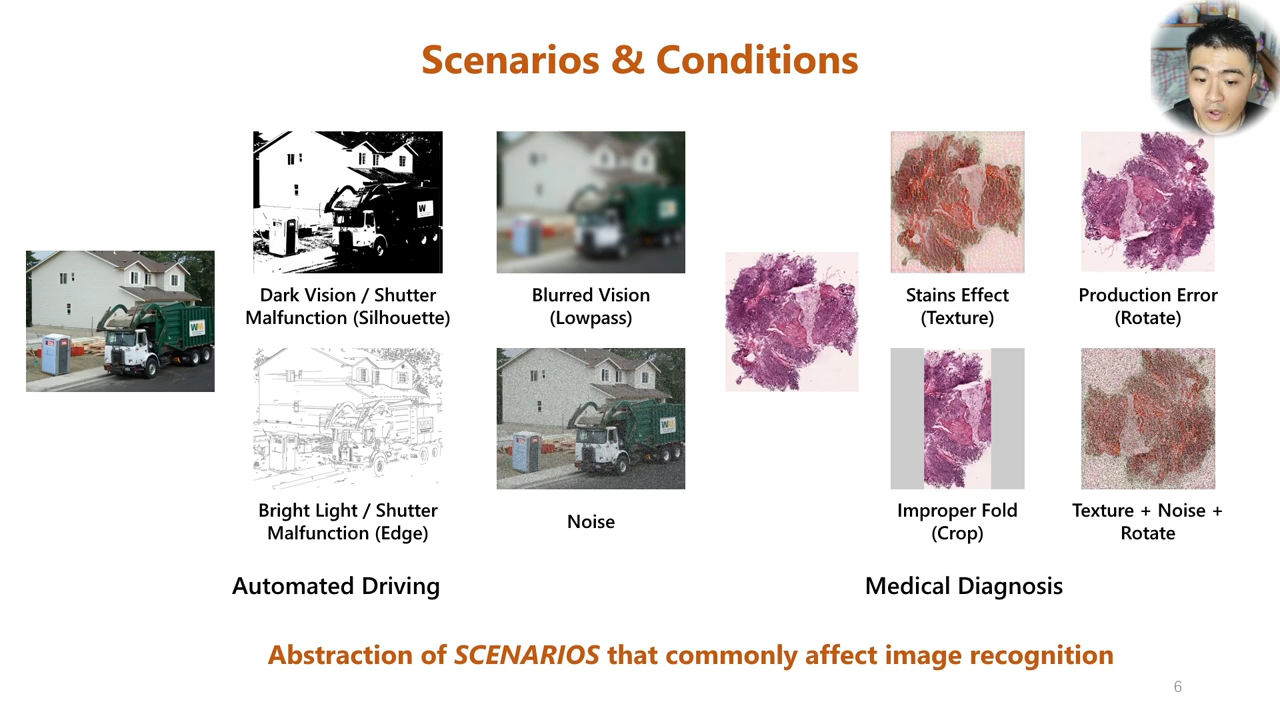 Scenarios & Conditions
Dark Vision / Shutter
Malfunction (Silhouette)
Blurred Vision
(Lowpass)
Bright Light / Shutter
Malfunction (Edge)
Noise
Automated Driving
Stains Effect
(Texture)
Production Error
(Rotate)
Improper Fold
(Crop)
Texture + Noise +
Rotate
Medical Diagnosis
Abstraction of SCENARIOS that commonly affect image recognition
6